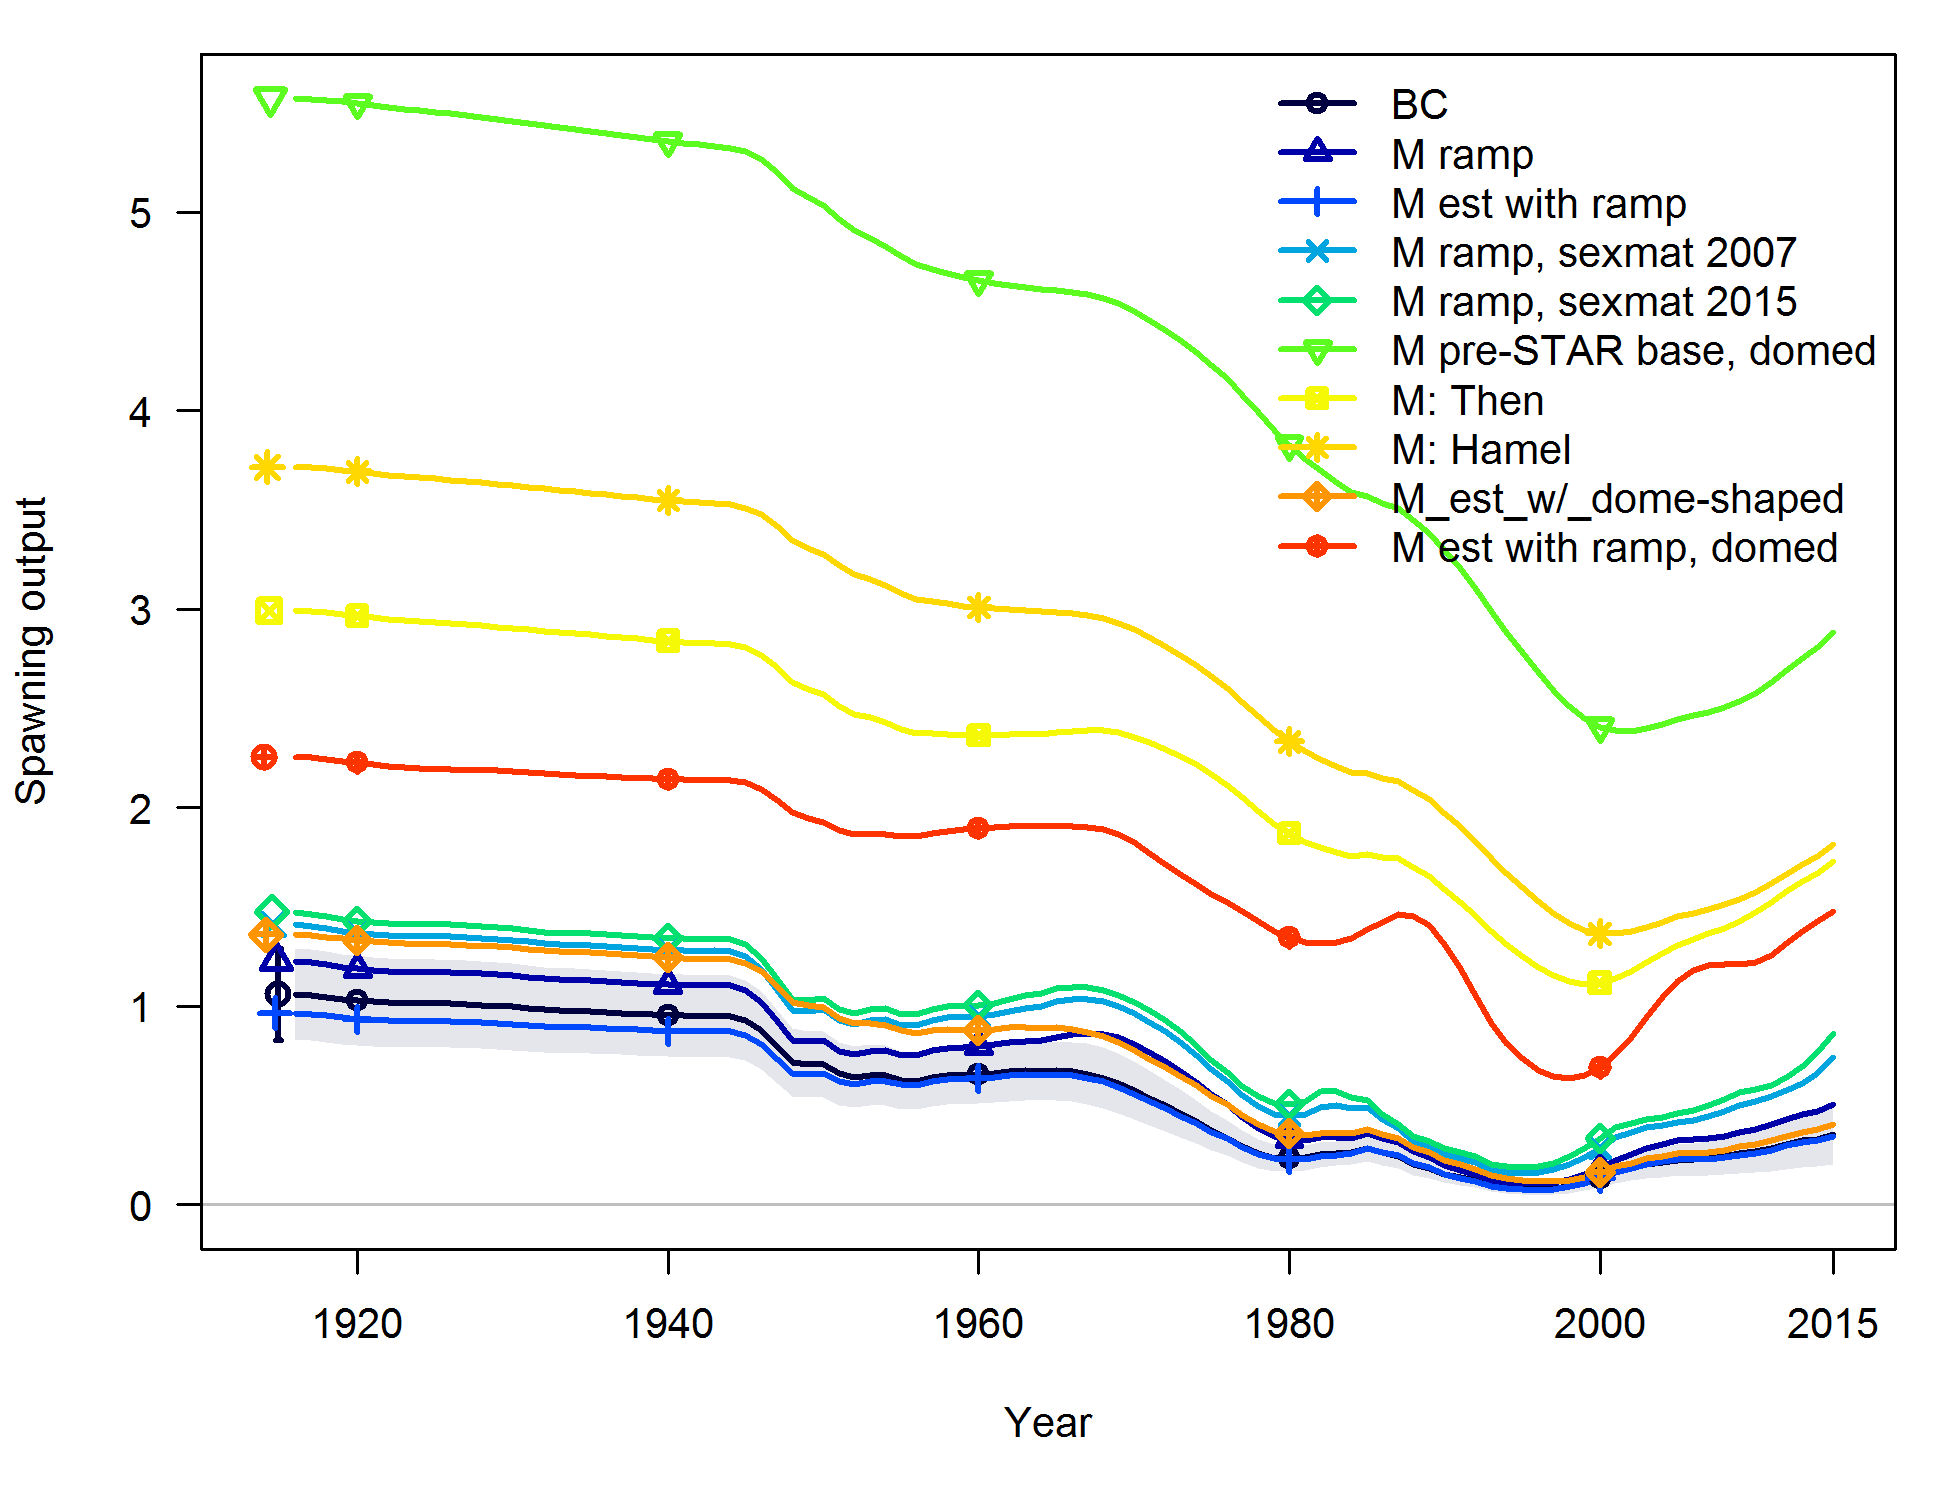 BC
M ramp
M est with ramp
M ramp, sexmat 2007
M ramp, sexmat 2015
M pre-STAR base, domed
M: Then
M: Hamel
M_est_w/_dome-shaped
M est with ramp, domed
Spawning output
5
4
3
2
1
0
1920 1940 1960 1980 2000 2015
Year